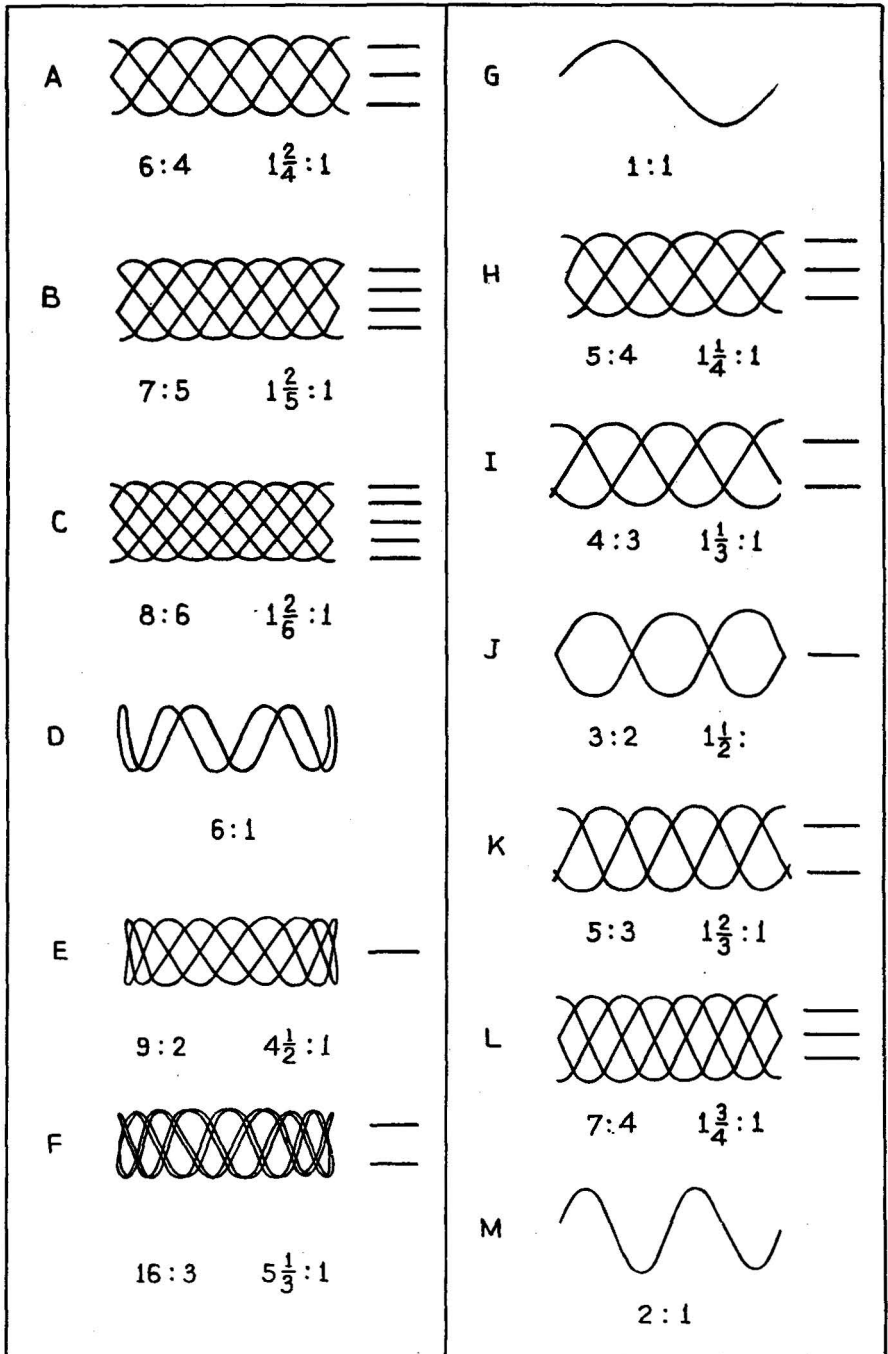 A
6:4 1 2/4 :1
B
7:5 1 2/5 :1
C
8:6 1 2/6 :1
D
6:1
E
9:2 4 1/2 :1
F
16:3 5 1/3 :1
G
1:1
H
5:4 1 1/4 :1
I
4:3 1 1/3 :1
J
3:2 1 1/2 :
K
5:3 1 2/3 :1
L
7:4 1 3/4 :1
M
2:1